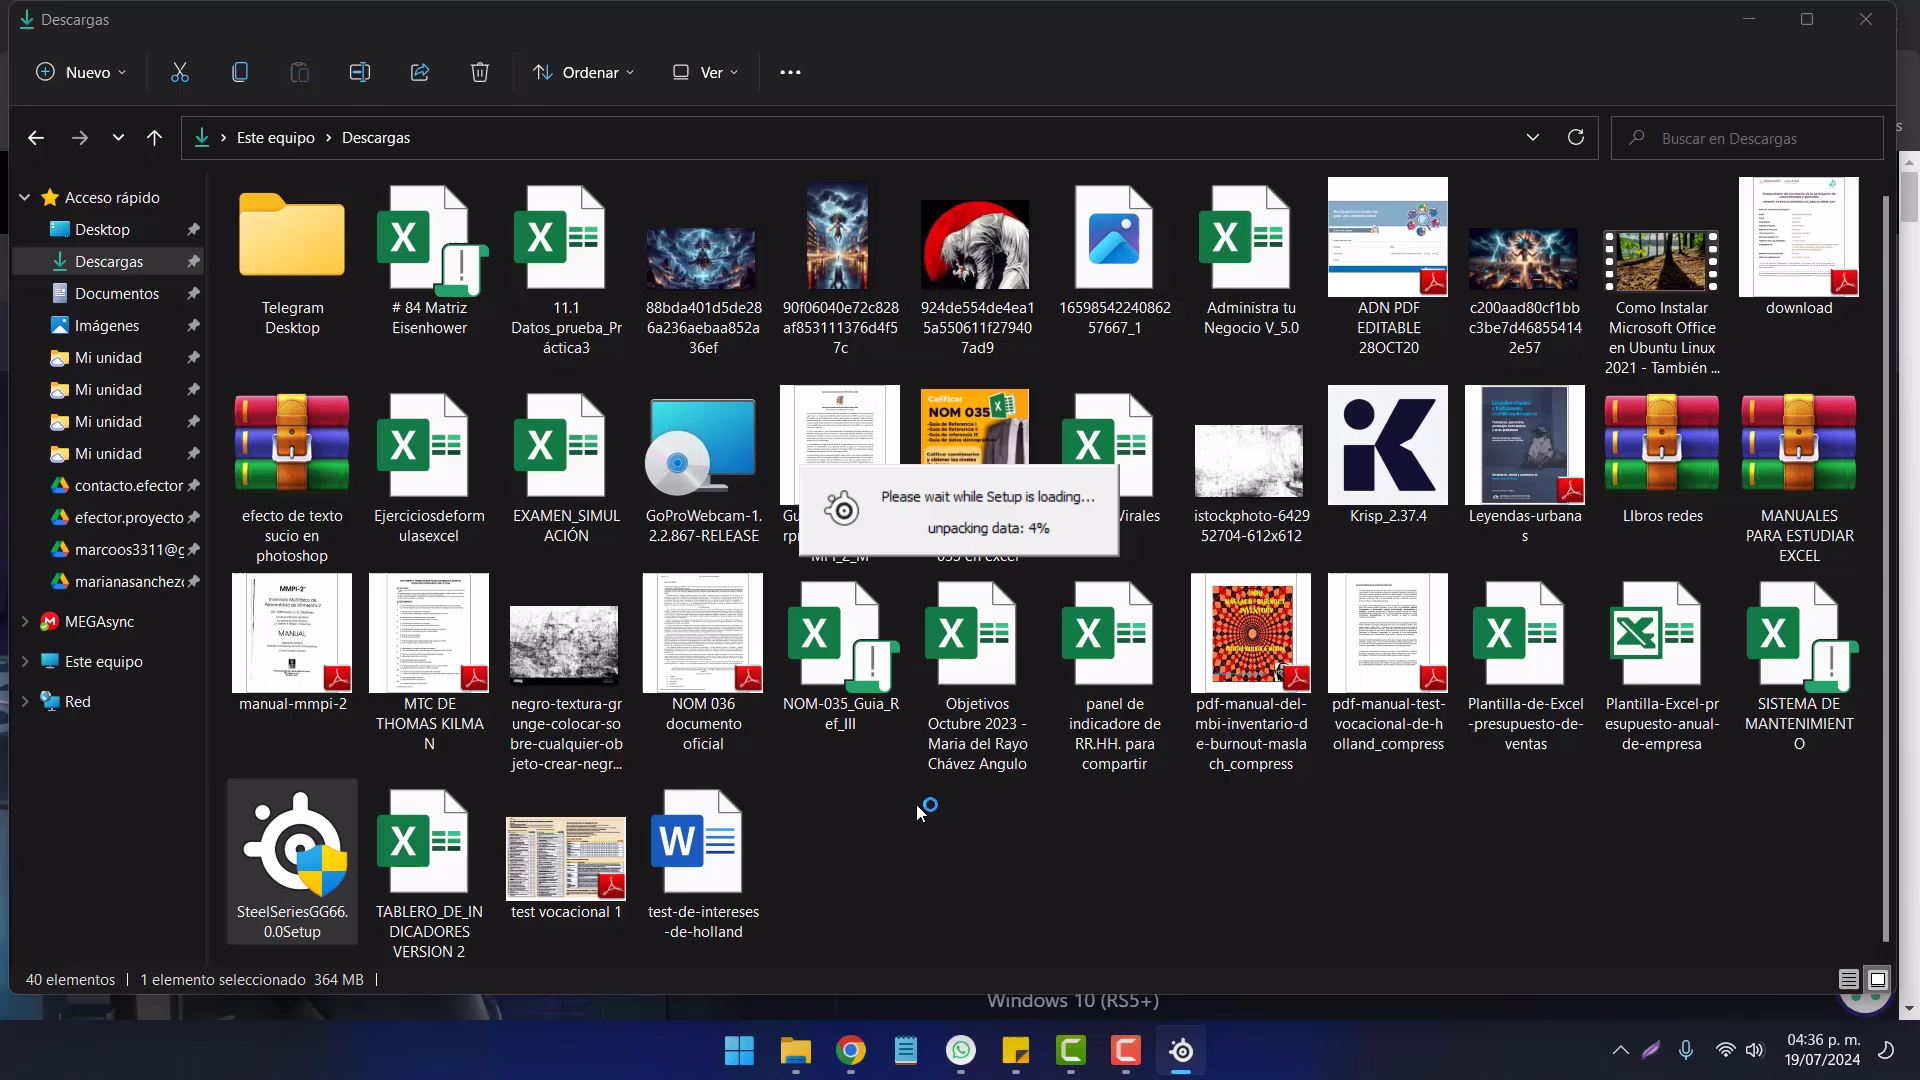 Descargas
Nuevo
Ordenar
Ver
Este equipo
Descargas
Buscar en Descargas
Acceso rápido
Desktop
Descargas
Documentos
Imágenes
Mi unidad
Mi unidad
Mi unidad
Mi unidad
contacto.efector
efector.proyecto
marcoos3311@g
marianasanchezc
MEGAsync
Este equipo
Red
Telegram
Desktop
# 84 Matriz
Eisenhower
11.1
Datos_prueba_Pr
áctica3
88bda401d5de28
6a236aebaa852a
36ef
90f06040e72c828
af853111376d4f5
7c
924de554de4ea1
5a550611f27940
7ad9
16598542240862
57667_1
Administra tu
Negocio V_5.0
ADN PDF
EDITABLE
28OCT20
c200aad80cf1bb
c3be7d46855414
2e57
Como Instalar
Microsoft Office
en Ubuntu Linux
2021 - También ...
download
efecto de texto
sucio en
photoshop
Ejerciciosdeform
ulasexcel
EXAMEN_SIMUL
ACIÓN
GoProWebcam-1.
2.2.867-RELEASE
Calificar
NOM 035
Please wait while Setup is loading...
unpacking data: 4%
Virales
istockphoto-6429
52704-612x612
Krisp_2.37.4
Leyendas-urbana
s
LIbros redes
MANUALES
PARA ESTUDIAR
EXCEL
MMPI-2
MANUAL
manual-mmpi-2
MTC DE
THOMAS KILMA
N
negro-textura-gr
unge-colocar-so
bre-cualquier-ob
jeto-crear-negr...
NOM 036
documento
oficial
NOM-035_Guia_R
ef_III
Objetivos
Octubre 2023 -
Maria del Rayo
Chávez Angulo
panel de
indicadore de
RR.HH. para
compartir
pdf-manual-del-
mbi-inventario-d
e-burnout-masla
ch_compress
pdf-manual-test-
vocacional-de-h
olland_compress
Plantilla-de-Excel
-presupuesto-de-
ventas
Plantilla-Excel-pr
esupuesto-anual-
de-empresa
SISTEMA DE
MANTENIMIENT
O
SteelSeriesGG66.
0.0Setup
TABLERO_DE_IN
DICADORES
VERSION 2
test vocacional 1
test-de-intereses
-de-holland
40 elementos
1 elemento seleccionado 364 MB
Windows 10 (RS5+)
04:36 p. m.
19/07/2024